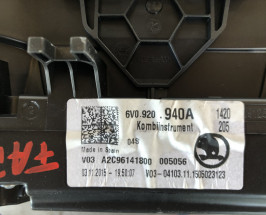 6V0.920.940A 1420
Kombiinstrument 205
04S
Made in Spain
V03 A2C96141800 005056
03.11.2015 - 19:50:07 V03-04103.11.1505023123